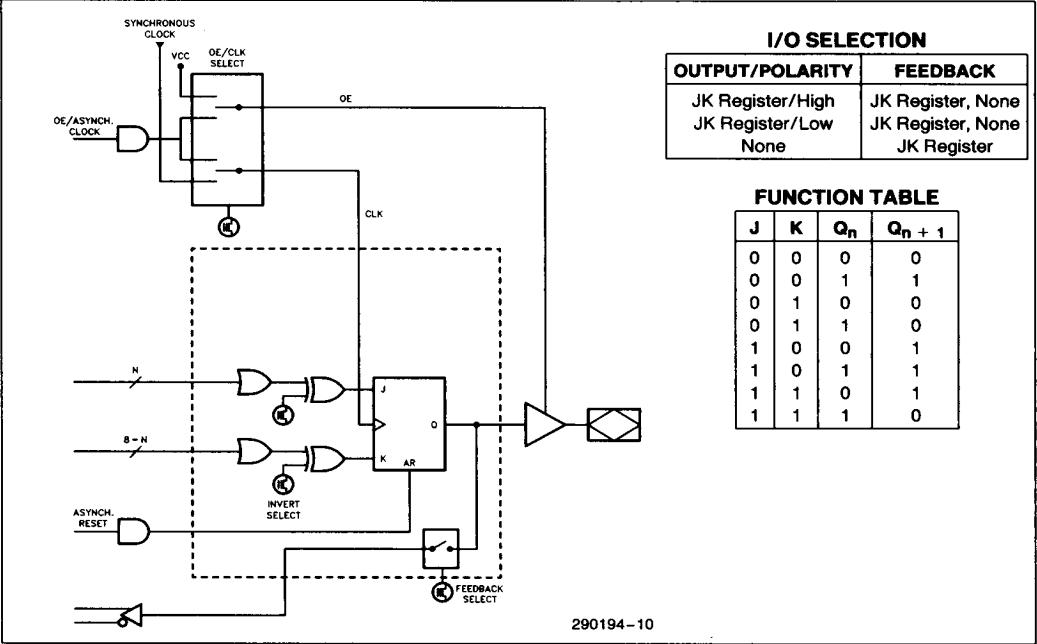 SYNCHRONOUS
CLOCK
VCC
OE/CLK
SELECT
OE
OE/ASYNCH.
CLOCK
CLK
N
J
Q
8-N
K
AR
INVERT
SELECT
ASYNCH.
RESET
FEEDBACK
SELECT
I/O SELECTION
OUTPUT/POLARITY FEEDBACK
JK Register/High JK Register, None
JK Register/Low JK Register, None
None JK Register
FUNCTION TABLE
J K Qn Qn + 1
0 0 0 0
0 0 1 1
0 1 0 0
0 1 1 0
1 0 0 1
1 0 1 1
1 1 0 1
1 1 1 0
290194-10